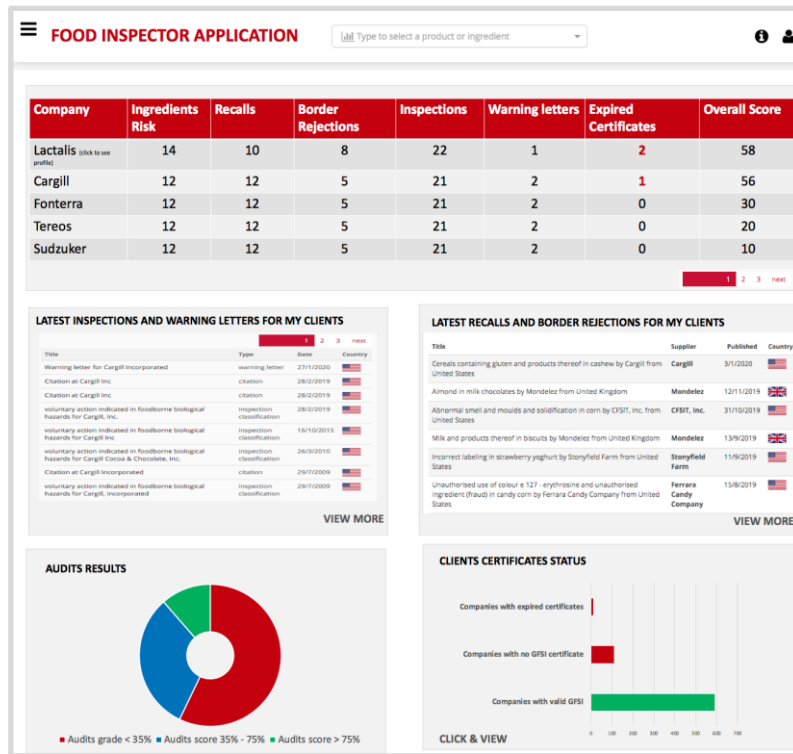 FOOD INSPECTOR APPLICATION
Type to select a product or ingredient
Company Ingredients Risk Recalls Border Rejections Inspections Warning letters Expired Certificates Overall Score
Lactalis (click to see profile) 14 10 8 22 1 2 58
Cargill 12 12 5 21 2 1 56
Fonterra 12 12 5 21 2 0 30
Tereos 12 12 5 21 2 0 20
Sudzuker 12 12 5 21 2 0 10
1 2 3 next
LATEST INSPECTIONS AND WARNING LETTERS FOR MY CLIENTS
1 2 3 next
Title Type Date Country
Warning letter for Cargill Incorporated warning letter 27/1/2020
Citation at Cargill Inc citation 28/2/2019
Citation at Cargill Inc citation 28/2/2019
voluntary action indicated in foodborne biological hazards for Cargill, Inc. inspection classification 28/2/2019
voluntary action indicated in foodborne biological hazards for Cargill Inc inspection classification 16/10/2015
voluntary action indicated in foodborne biological hazards for Cargill Cocoa & Chocolate, Inc. inspection classification 26/3/2010
Citation at Cargill Incorporated citation 29/7/2009
voluntary action indicated in foodborne biological hazards for Cargill, Incorporated inspection classification 29/7/2009
VIEW MORE
LATEST RECALLS AND BORDER REJECTIONS FOR MY CLIENTS
Title Supplier Published Country
Cereals containing gluten and products thereof in cashew by Cargill from United States Cargill 3/1/2020
Almond in milk chocolates by Mondelez from United Kingdom Mondelez 12/11/2019
Abnormal smell and moulds and solidification in corn by CFSIT, Inc. from United States CFSIT, Inc. 31/10/2019
Milk and products thereof in biscuits by Mondelez from United Kingdom Mondelez 13/9/2019
Incorrect labeling in strawberry yoghurt by Stonyfield Farm from United States Stonyfield Farm 11/9/2019
Unauthorised use of colour e 127 - erythrosine and unauthorised ingredient (fraud) in candy corn by Ferrara Candy Company from United States Ferrara Candy Company 15/8/2019
VIEW MORE
AUDITS RESULTS
Audits grade < 35% Audits score 35% - 75% Audits score > 75%
CLIENTS CERTIFICATES STATUS
Companies with expired certificates
Companies with no GFSI certificate
Companies with valid GFSI
0 100 200 300 400 500 600 700
CLICK & VIEW